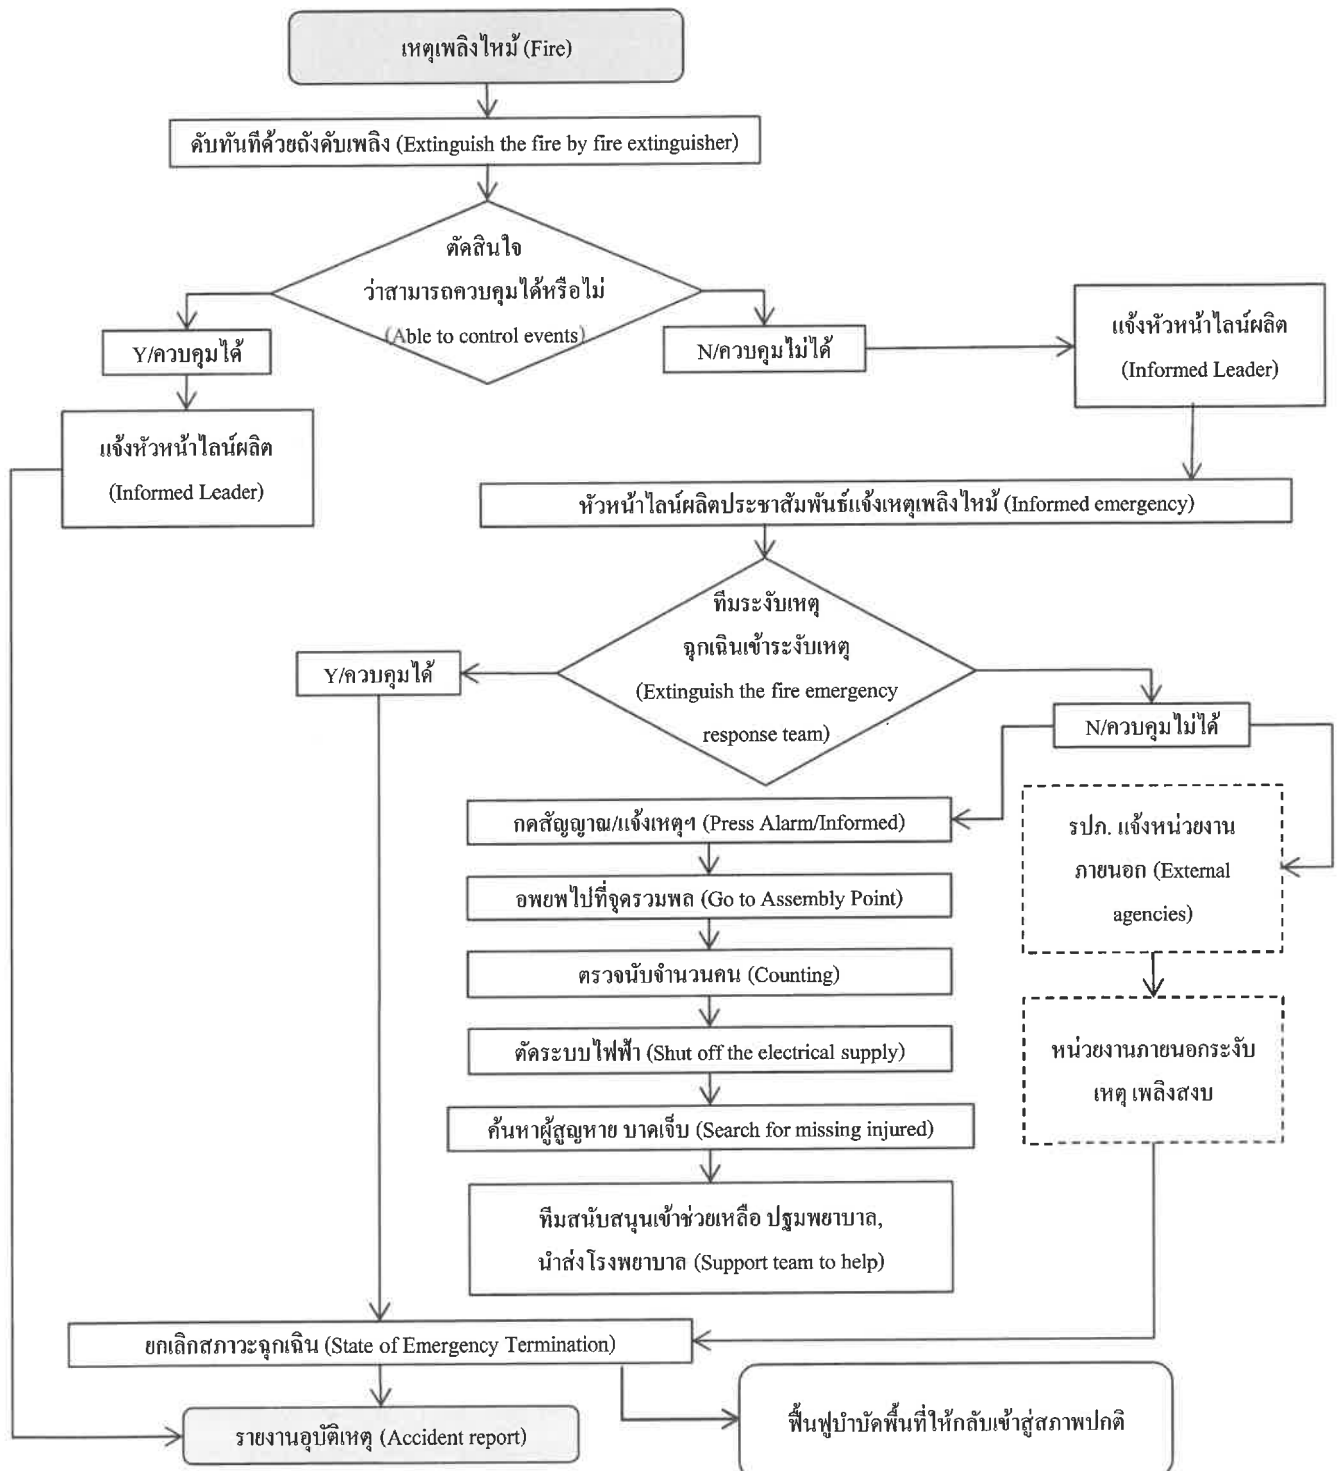 เหตุเพลิงไหม้ (Fire)
ดับทันทีด้วยถังดับเพลิง (Extinguish the fire by fire extinguisher)
ตัดสินใจ
ว่าสามารถควบคุมได้หรือไม่
(Able to control events)
Y/ควบคุมได้
N/ควบคุมไม่ได้
แจ้งหัวหน้าไลน์ผลิต
(Informed Leader)
แจ้งหัวหน้าไลน์ผลิต
(Informed Leader)
หัวหน้าไลน์ผลิตประชาสัมพันธ์แจ้งเหตุเพลิงไหม้ (Informed emergency)
ทีมระงับเหตุ
ฉุกเฉินเข้าระงับเหตุ
(Extinguish the fire emergency
response team)
Y/ควบคุมได้
N/ควบคุมไม่ได้
กดสัญญาณ/แจ้งเหตุฯ (Press Alarm/Informed)
อพยพไปที่จุดรวมพล (Go to Assembly Point)
ตรวจนับจำนวนคน (Counting)
ตัดระบบไฟฟ้า (Shut off the electrical supply)
ค้นหาผู้สูญหาย บาดเจ็บ (Search for missing injured)
ทีมสนับสนุนเข้าช่วยเหลือ ปฐมพยาบาล,
นำส่งโรงพยาบาล (Support team to help)
รปภ. แจ้งหน่วยงาน
ภายนอก (External
agencies)
หน่วยงานภายนอกระงับ
เหตุ เพลิงสงบ
ยกเลิกสภาวะฉุกเฉิน (State of Emergency Termination)
รายงานอุบัติเหตุ (Accident report)
ฟื้นฟูบำบัดพื้นที่ให้กลับเข้าสู่สภาพปกติ